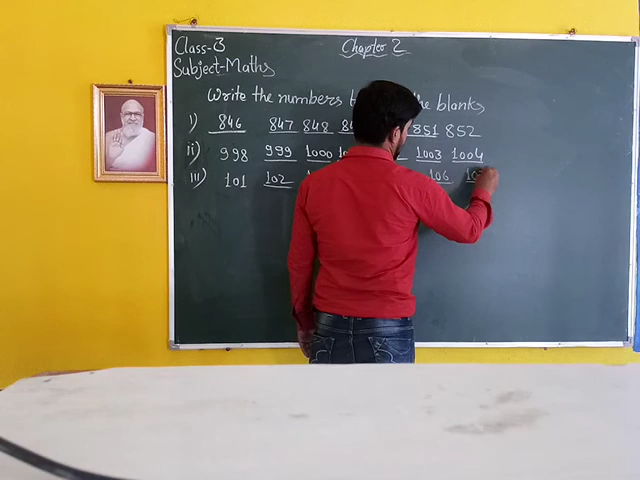 Class-3
Chapter 2
Subject-Maths
Write the numbers the blanks
i) 846 847 848 851 852
ii) 998 999 1000 1003 1004
iii) 101 102 106